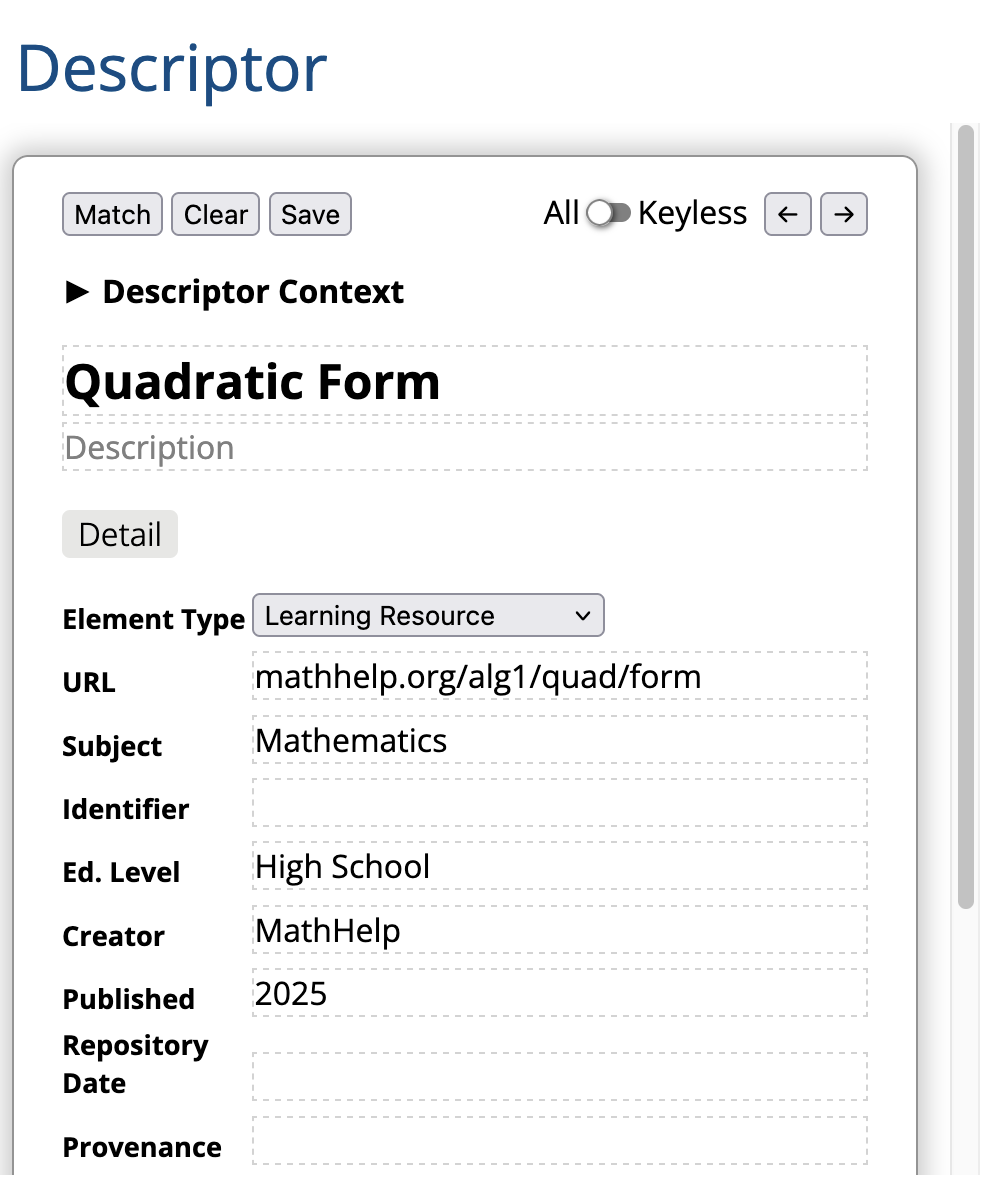 Descriptor
Match Clear Save All Keyless ← →
▶ Descriptor Context
Quadratic Form
Description
Detail
Element Type Learning Resource
URL mathhelp.org/alg1/quad/form
Subject Mathematics
Identifier
Ed. Level High School
Creator MathHelp
Published 2025
Repository
Date
Provenance